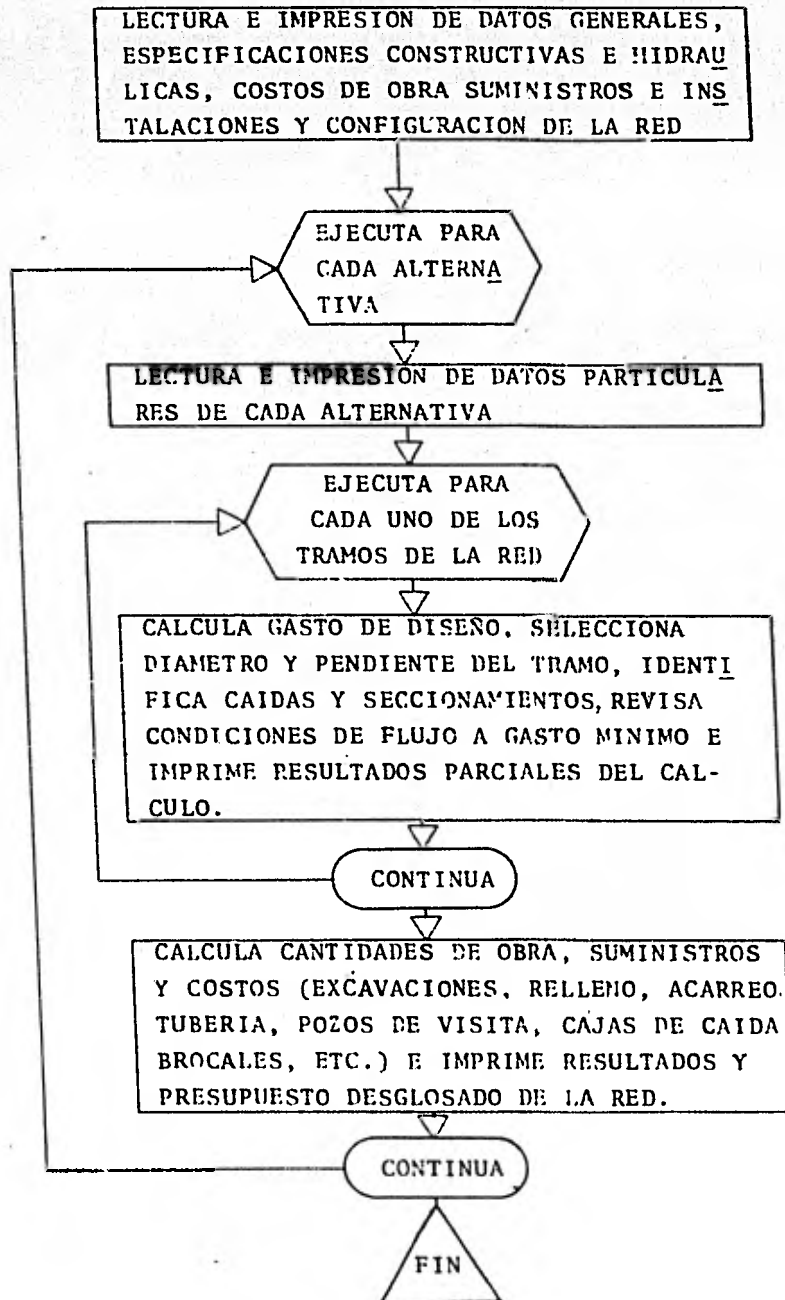 LECTURA E IMPRESION DE DATOS GENERALES,
ESPECIFICACIONES CONSTRUCTIVAS E HIDRAU
LICAS, COSTOS DE OBRA SUMINISTROS E INS
TALACIONES Y CONFIGURACION DE LA RED
EJECUTA PARA
CADA ALTERNA
TIVA
LECTURA E IMPRESION DE DATOS PARTICULA
RES DE CADA ALTERNATIVA
EJECUTA PARA
CADA UNO DE LOS
TRAMOS DE LA RED
CALCULA GASTO DE DISEÑO, SELECCIONA
DIAMETRO Y PENDIENTE DEL TRAMO, IDENTI
FICA CAIDAS Y SECCIONAMIENTOS, REVISA
CONDICIONES DE FLUJO A GASTO MINIMO E
IMPRIME RESULTADOS PARCIALES DEL CAL-
CULO.
CONTINUA
CALCULA CANTIDADES DE OBRA, SUMINISTROS
Y COSTOS (EXCAVACIONES, RELLENO, ACARREO.
TUBERIA, POZOS DE VISITA, CAJAS DE CAIDA
BROCALES, ETC.) E IMPRIME RESULTADOS Y
PRESUPUESTO DESGLOSADO DE LA RED.
CONTINUA
FIN